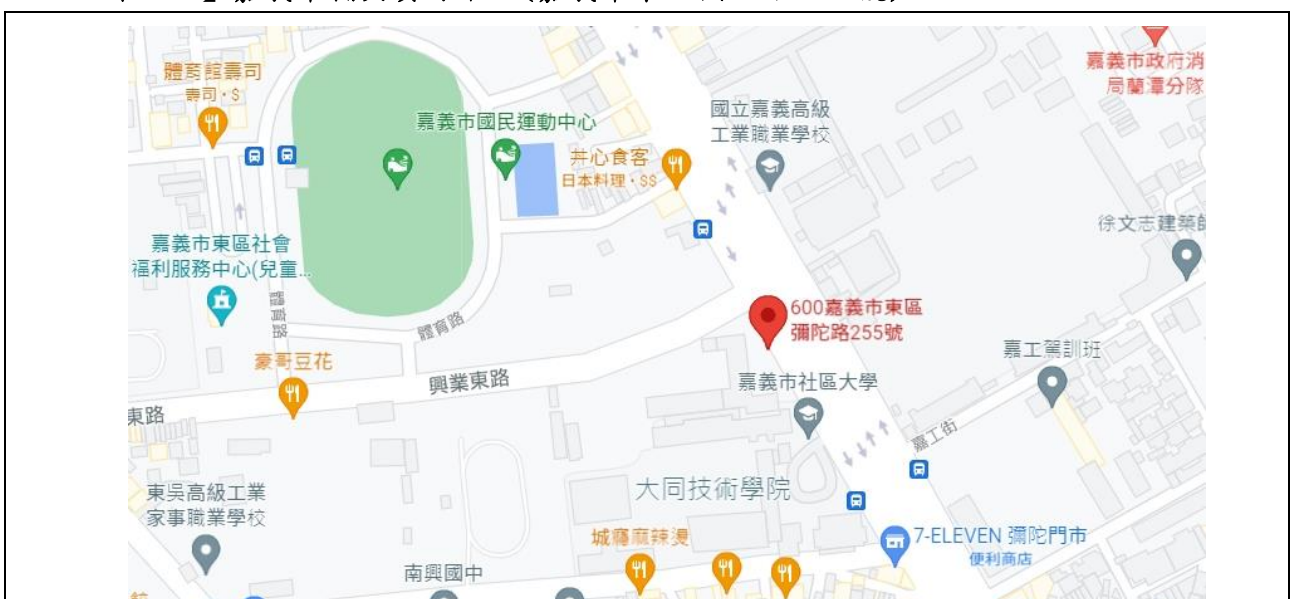 體育館壽司
壽司·$
嘉義市國民運動中心
井心食客
日本料理·$$
國立嘉義高級
工業職業學校
嘉義市政府消
局蘭潭分隊
徐文志建築師
嘉義市東區社會
福利服務中心(兒童...
體育路
體育路
600嘉義市東區
彌陀路255號
豪哥豆花
興業東路
嘉義市社區大學
嘉工駕訓班
東路
嘉工街
東吳高級工業
家事職業學校
大同技術學院
城隍麻辣燙
7-ELEVEN 彌陀門市
便利商店
南興國中